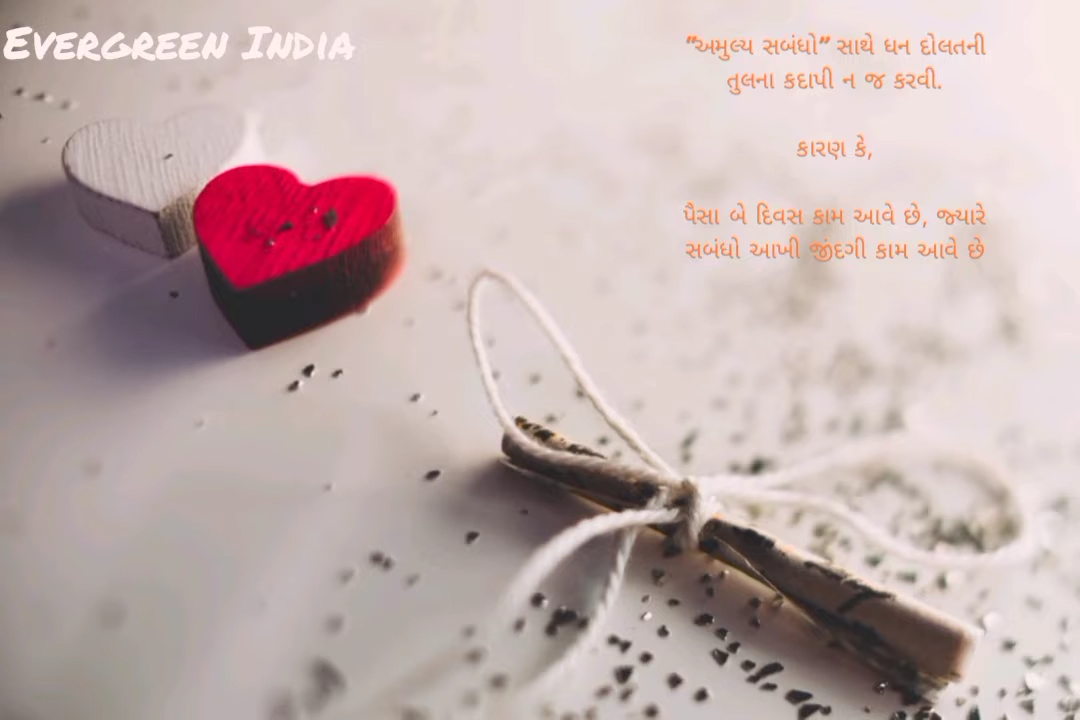 EVERGREEN INDIA
"અમુલ્ય સબંધો" સાથે ધન દોલતની
તુલના કદાપી ન જ કરવી.
કારણ કે,
પૈસા બે દિવસ કામ આવે છે, જ્યારે
સબંધો આખી જીંદગી કામ આવે છે